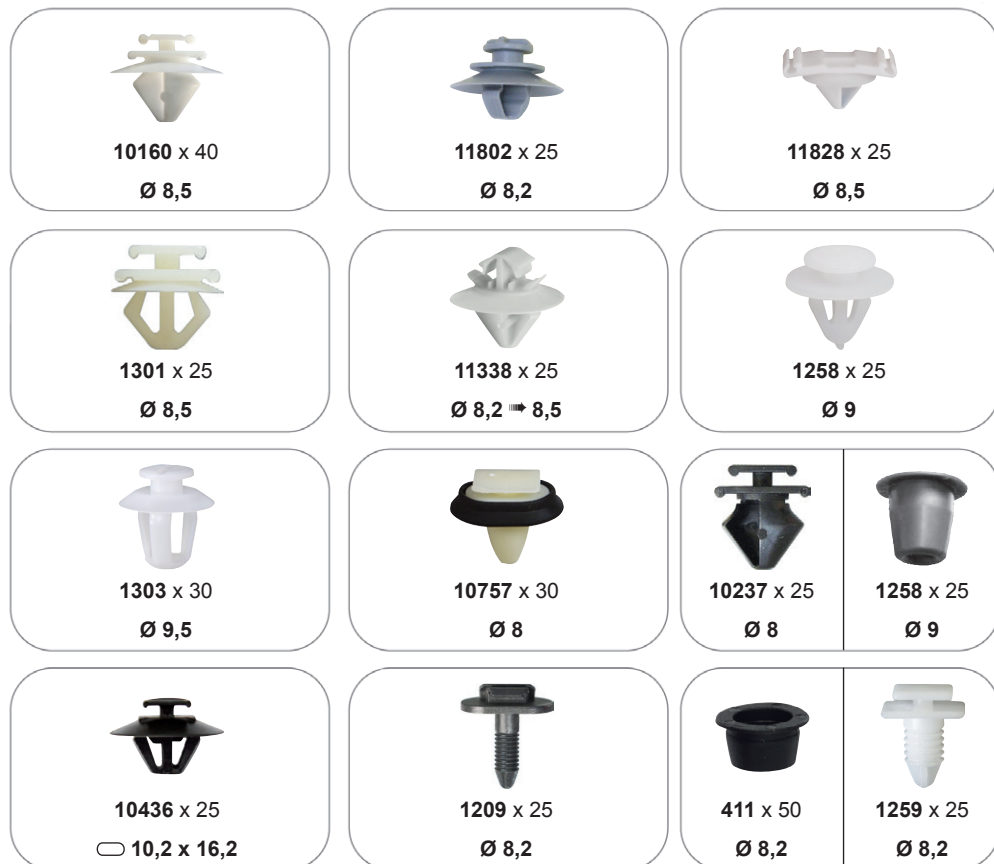 10160 x 40
Ø 8,5
11802 x 25
Ø 8,2
11828 x 25
Ø 8,5
1301 x 25
Ø 8,5
11338 x 25
Ø 8,2 ➠ 8,5
1258 x 25
Ø 9
1303 x 30
Ø 9,5
10757 x 30
Ø 8
10237 x 25
Ø 8
1258 x 25
Ø 9
10436 x 25
10,2 x 16,2
1209 x 25
Ø 8,2
411 x 50
Ø 8,2
1259 x 25
Ø 8,2